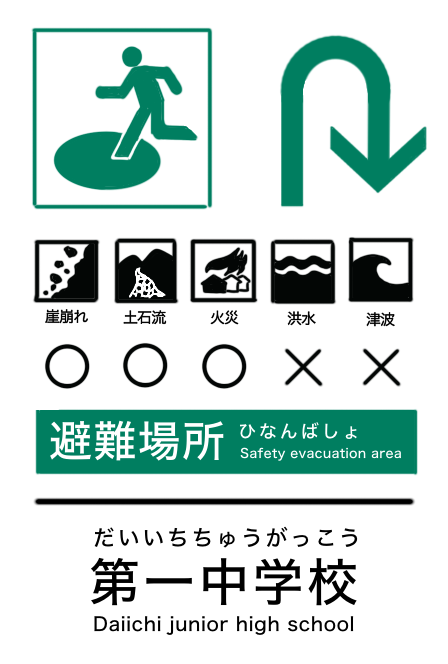 崖崩れ 土石流 火災 洪水 津波
○ ○ ○ × ×
避難場所
ひなんばしょ
Safety evacuation area
だいいちちゅうがっこう
第一中学校
Daiichi junior high school